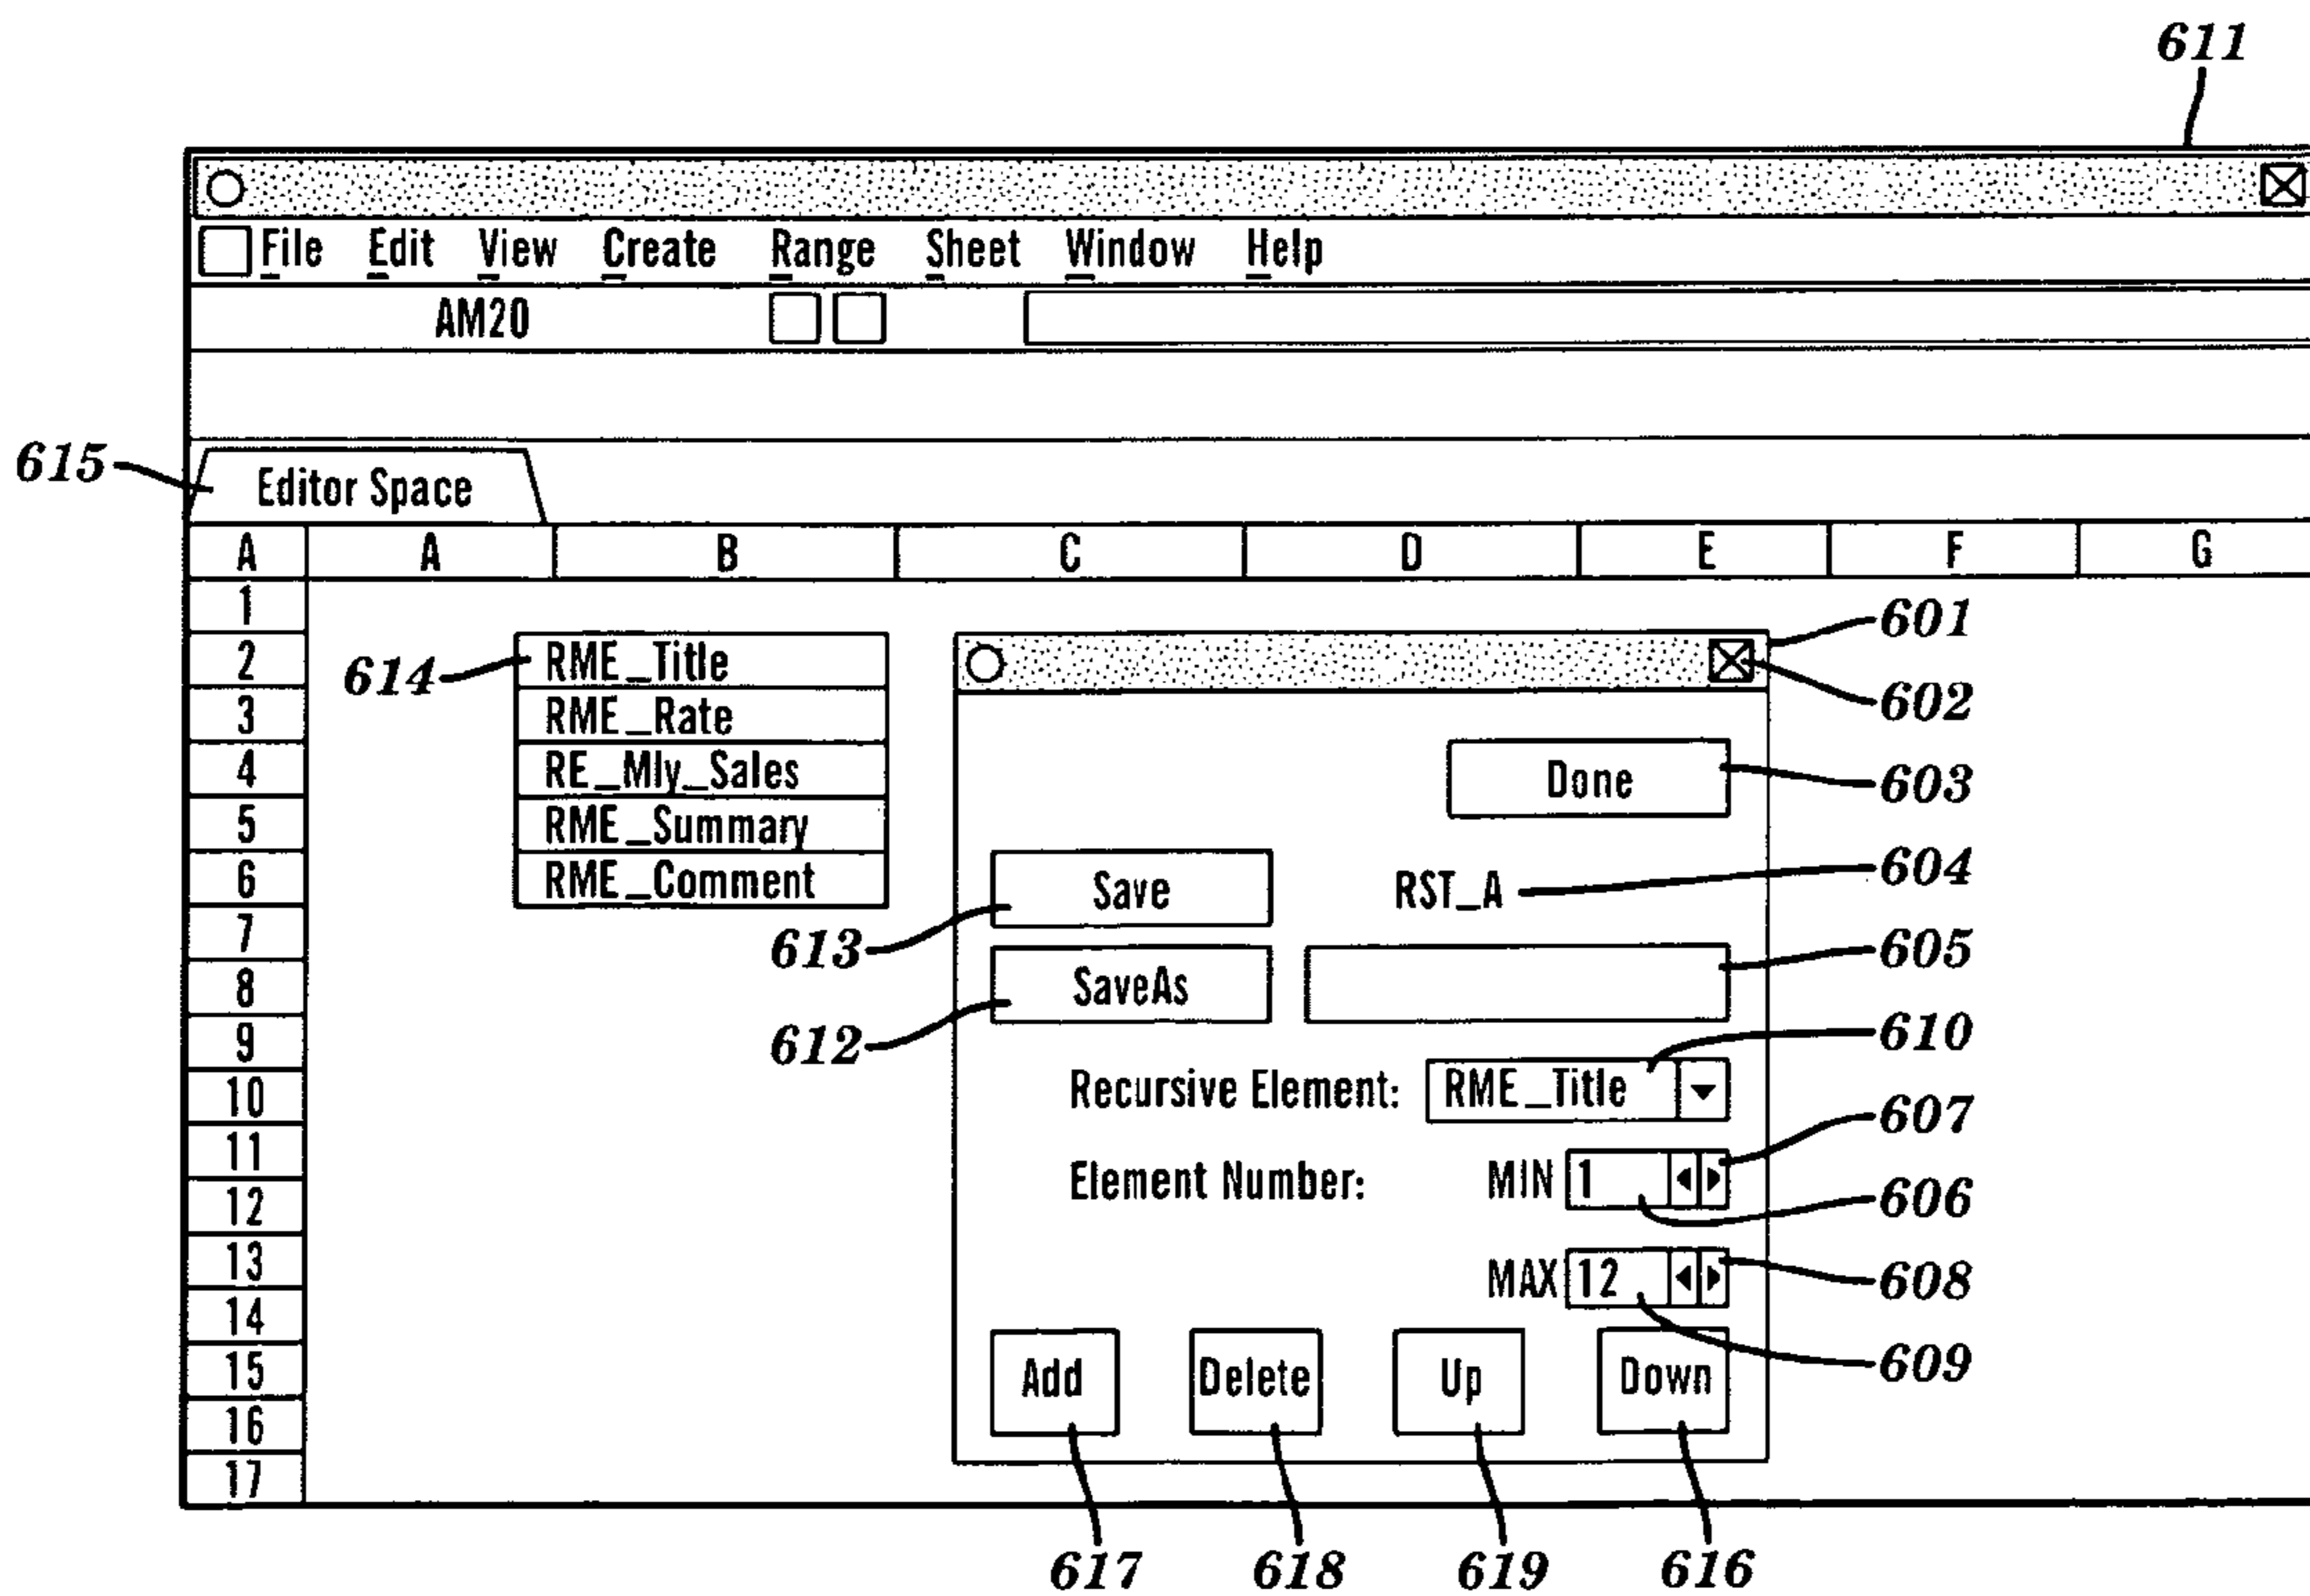 611
File Edit View Create Range Sheet Window Help
AM20
615
Editor Space
A A B C D E F G
1
601
2 614 RME_Title
602
3 RME_Rate
4 RE_Mly_Sales Done 603
5 RME_Summary
604
6 RME_Comment Save RST_A
7 613 605
8 SaveAs
9 612 610
10 Recursive Element: RME_Title
607
11 Element Number: MIN 1
12 606
13 MAX 12 608
14
15 Add Delete Up Down 609
16
17
617 618 619 616